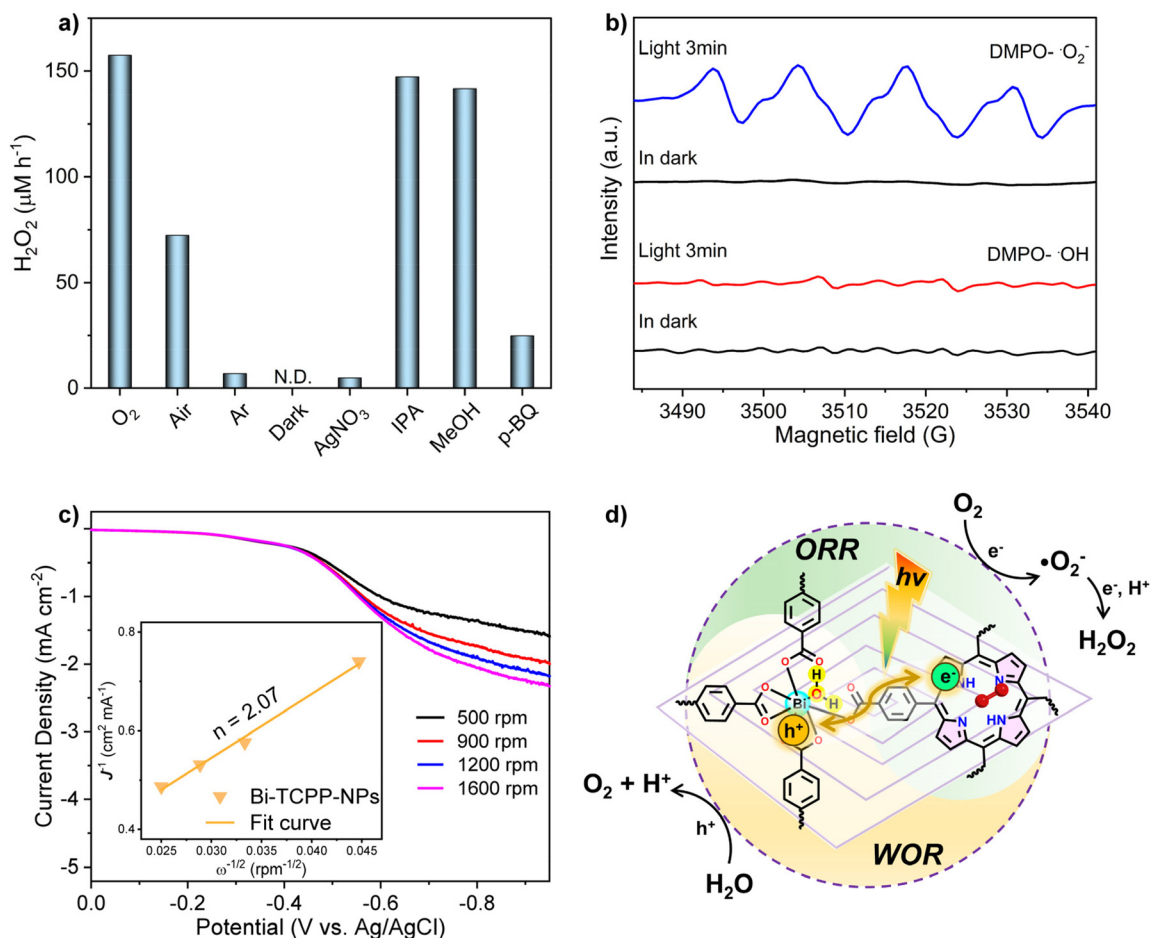 a)
H₂O₂ (μM h⁻¹)
150
100
50
0
N.D.
O₂
Air
Ar
Dark
AgNO₃
IPA
MeOH
p-BQ
b)
Intensity (a.u.)
Light 3min
DMPO- ·O₂⁻
In dark
Light 3min
DMPO- ·OH
In dark
3490 3500 3510 3520 3530 3540
Magnetic field (G)
c)
Current Density (mA cm⁻²)
-1
-2
-3
-4
-5
0.0 -0.2 -0.4 -0.6 -0.8
Potential (V vs. Ag/AgCl)
J⁻¹ (cm² mA⁻¹)
0.8
0.6
0.4
n = 2.07
Bi-TCPP-NPs
Fit curve
0.025 0.030 0.035 0.040 0.045
ω⁻¹/² (rpm⁻¹/²)
500 rpm
900 rpm
1200 rpm
1600 rpm
d)
ORR
hν
O₂
e⁻
•O₂⁻
e⁻, H⁺
H₂O₂
O
O
H
O
H
O
O
Bi
O
O
O
O
h⁺
e⁻
NH
N
N
HN
O₂ + H⁺
h⁺
H₂O
WOR